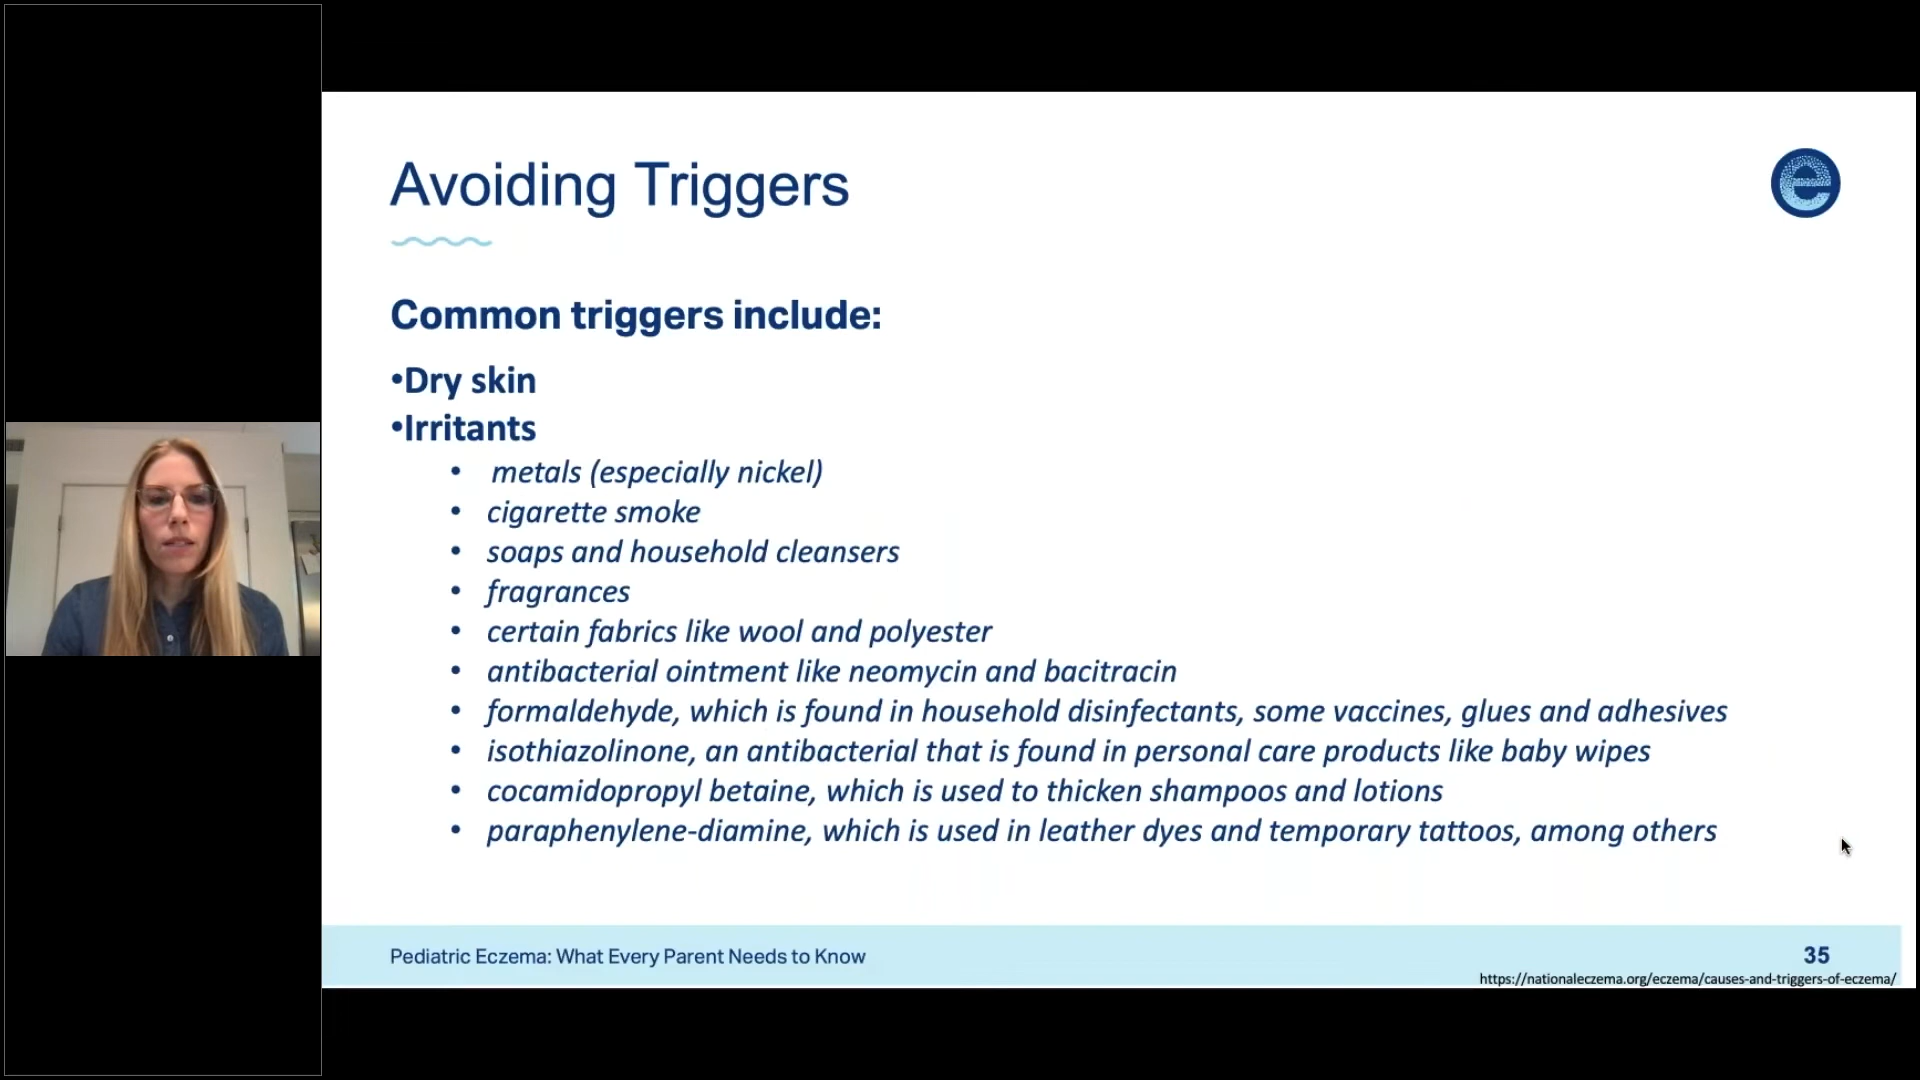 Avoiding Triggers
e
Common triggers include:
•Dry skin
•Irritants
• metals (especially nickel)
• cigarette smoke
• soaps and household cleansers
• fragrances
• certain fabrics like wool and polyester
• antibacterial ointment like neomycin and bacitracin
• formaldehyde, which is found in household disinfectants, some vaccines, glues and adhesives
• isothiazolinone, an antibacterial that is found in personal care products like baby wipes
• cocamidopropyl betaine, which is used to thicken shampoos and lotions
• paraphenylene-diamine, which is used in leather dyes and temporary tattoos, among others
Pediatric Eczema: What Every Parent Needs to Know
35
https://nationaleczema.org/eczema/causes-and-triggers-of-eczema/